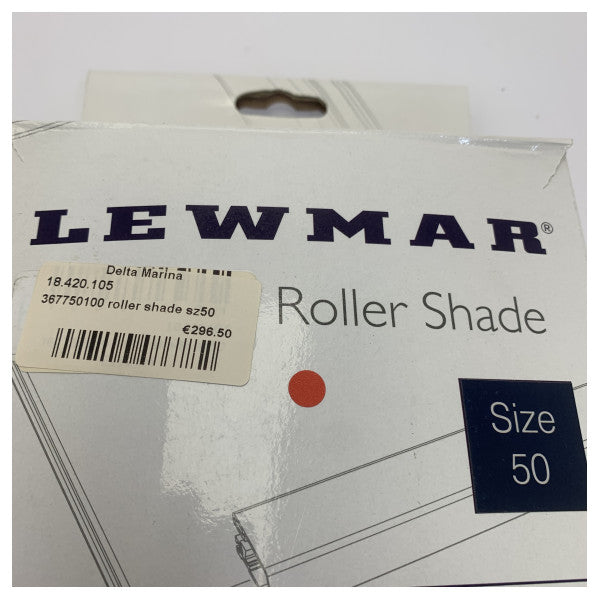 LEWMAR®
Roller Shade
Delta Marina
18.420.105
367750100 roller shade sz50
€296.50
Size
50